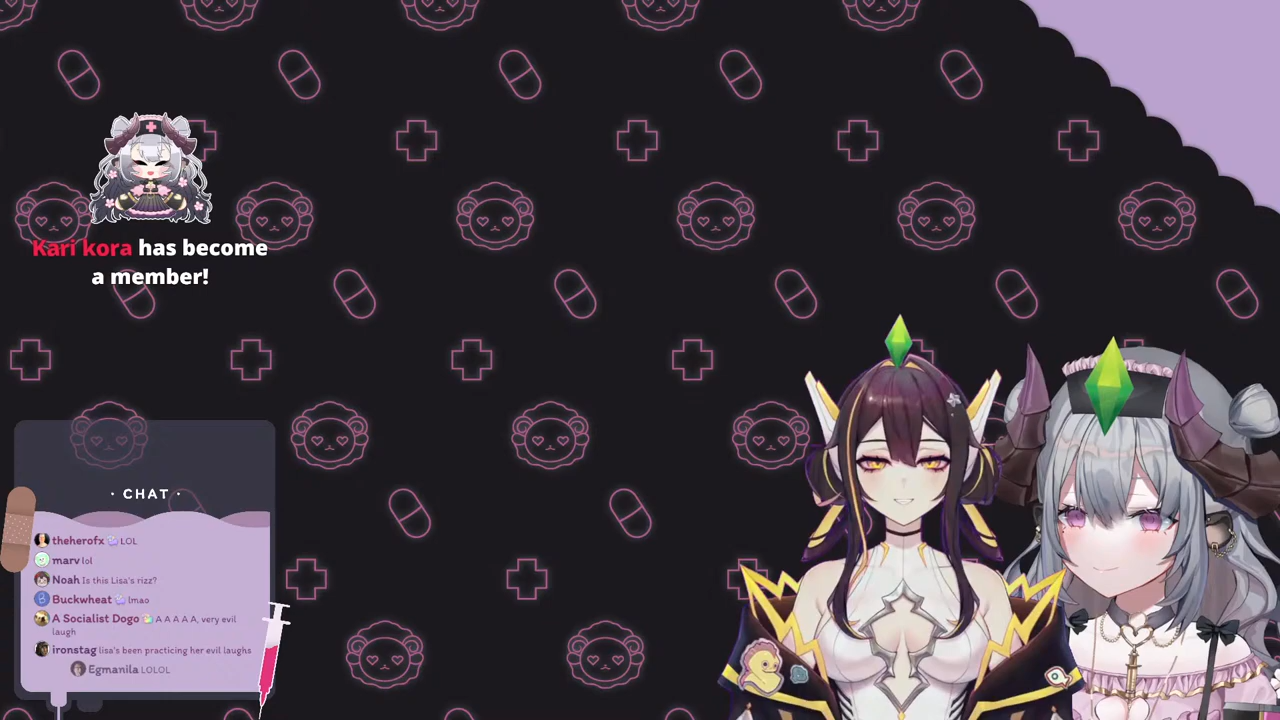 Kari kora has become
a member!
· CHAT ·
theherofx LOL
marv lol
Noah Is this Lisa's rizz?
Buckwheat lmao
A Socialist Dogo A A A A A, very evil
laugh
ironstag lisa's been practicing her evil laughs
Egmanila LOLOL